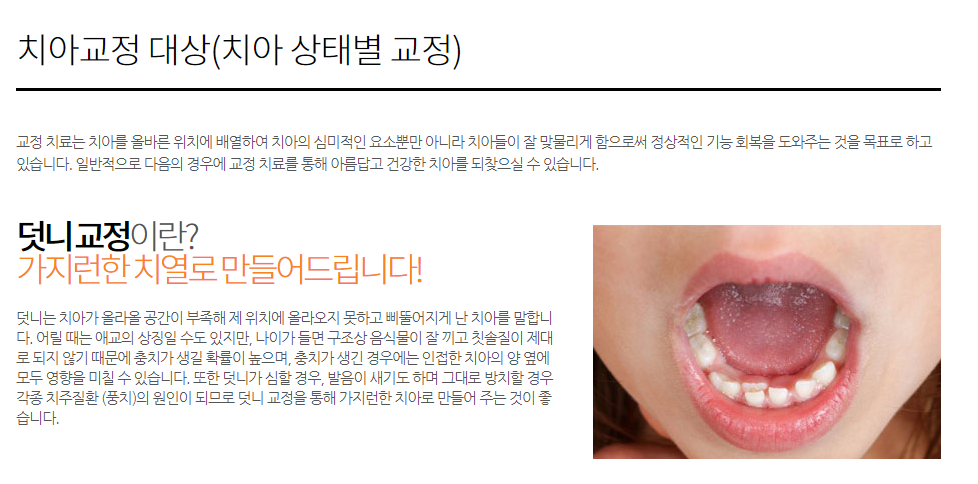 치아교정 대상(치아 상태별 교정)
교정 치료는 치아를 올바른 위치에 배열하여 치아의 심미적인 요소뿐만 아니라 치아들이 잘 맞물리게 함으로써 정상적인 기능 회복을 도와주는 것을 목표로 하고
있습니다. 일반적으로 다음의 경우에 교정 치료를 통해 아름답고 건강한 치아를 되찾으실 수 있습니다.
덧니 교정이란?
가지런한 치열로 만들어드립니다!
덧니는 치아가 올라올 공간이 부족해 제 위치에 올라오지 못하고 삐뚤어지게 난 치아를 말합니
다. 어릴 때는 애교의 상징일 수도 있지만, 나이가 들면 구조상 음식물이 잘 끼고 칫솔질이 제대
로 되지 않기 때문에 충치가 생길 확률이 높으며, 충치가 생긴 경우에는 인접한 치아의 양 옆에
모두 영향을 미칠 수 있습니다. 또한 덧니가 심할 경우, 발음이 새기도 하며 그대로 방치할 경우
각종 치주질환 (풍치)의 원인이 되므로 덧니 교정을 통해 가지런한 치아로 만들어 주는 것이 좋
습니다.